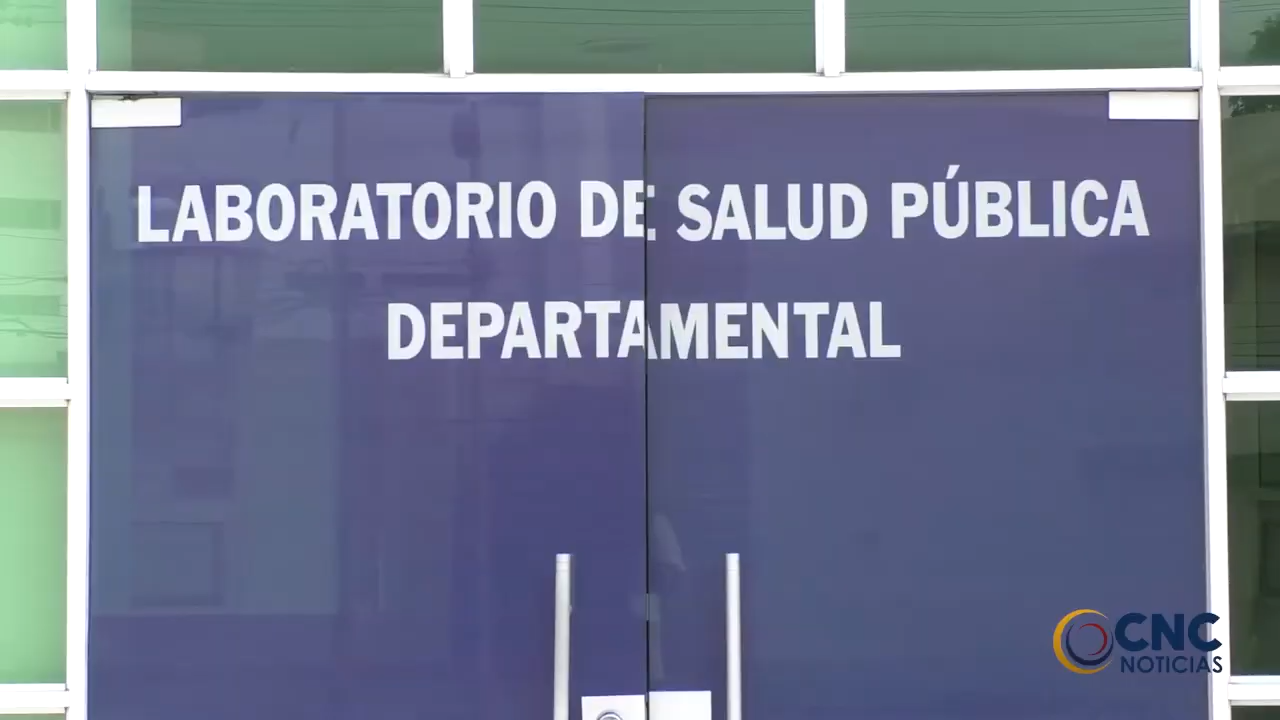 LABORATORIO DE SALUD PÚBLICA
DEPARTAMENTAL
CNC
NOTICIAS